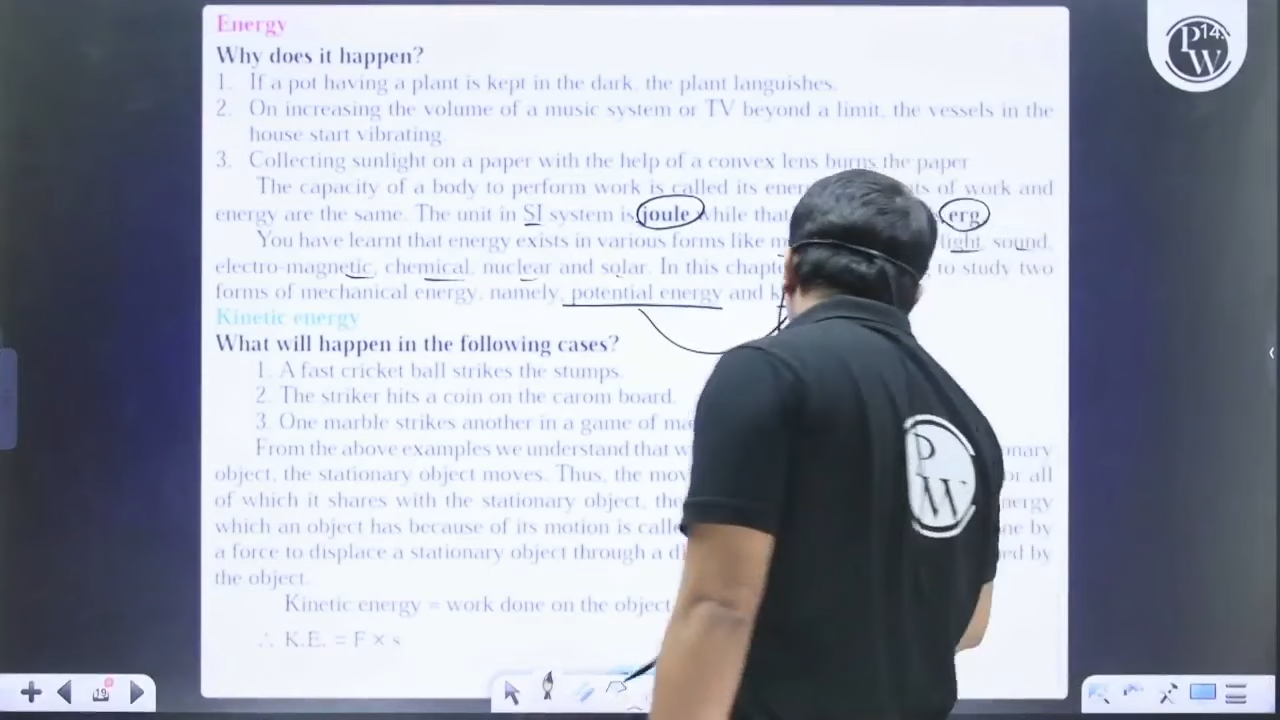 Energy
Why does it happen?
1. If a pot having a plant is kept in the dark, the plant languishes.
2. On increasing the volume of a music system or TV beyond a limit, the vessels in the
house start vibrating.
3. Collecting sunlight on a paper with the help of a convex lens burns the paper
The capacity of a body to perform work is called its of work and
energy are the same. The unit in SI system is joule while that erg.
You have learnt that energy exists in various forms like light, sound,
electro-magnetic, chemical, nuclear and solar. In this to study two
forms of mechanical energy, namely, potential energy and
Kinetic energy
What will happen in the following cases?
1. A fast cricket ball strikes the stumps.
2. The striker hits a coin on the carom board.
3. One marble strikes another in a game of
From the above examples we understand that
object, the stationary object moves. Thus, the all
of which it shares with the stationary object,
which an object has because of its motion is by
a force to displace a stationary object through a by
the object.
Kinetic energy = work done on the object
∴ K.E. = F × s
PW
14
PW
19